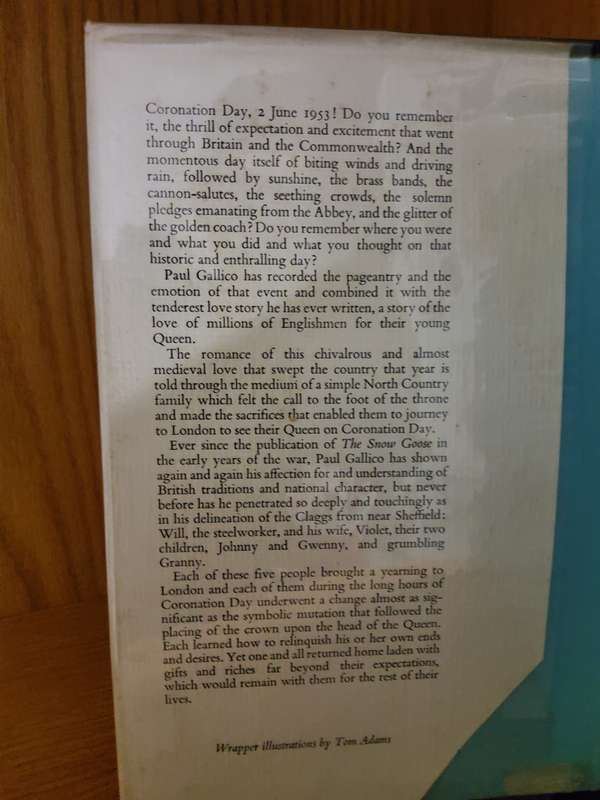 Coronation Day, 2 June 1953! Do you remember
it, the thrill of expectation and excitement that went
through Britain and the Commonwealth? And the
momentous day itself of biting winds and driving
rain, followed by sunshine, the brass bands, the
cannon-salutes, the seething crowds, the solemn
pledges emanating from the Abbey, and the glitter of
the golden coach? Do you remember where you were
and what you did and what you thought on that
historic and enthralling day?
Paul Gallico has recorded the pageantry and the
emotion of that event and combined it with the
tenderest love story he has ever written, a story of the
love of millions of Englishmen for their young
Queen.
The romance of this chivalrous and almost
medieval love that swept the country that year is
told through the medium of a simple North Country
family which felt the call to the foot of the throne
and made the sacrifices that enabled them to journey
to London to see their Queen on Coronation Day.
Ever since the publication of The Snow Goose in
the early years of the war, Paul Gallico has shown
again and again his affection for and understanding of
British traditions and national character, but never
before has he penetrated so deeply and touchingly as
in his delineation of the Claggs from near Sheffield:
Will, the steelworker, and his wife, Violet, their two
children, Johnny and Gwenny, and grumbling
Granny.
Each of these five people brought a yearning to
London and each of them during the long hours of
Coronation Day underwent a change almost as sig-
nificant as the symbolic mutation that followed the
placing of the crown upon the head of the Queen.
Each learned how to relinquish his or her own ends
and desires. Yet one and all returned home laden with
gifts and riches far beyond their expectations,
which would remain with them for the rest of their
lives.
Wrapper illustrations by Tom Adams